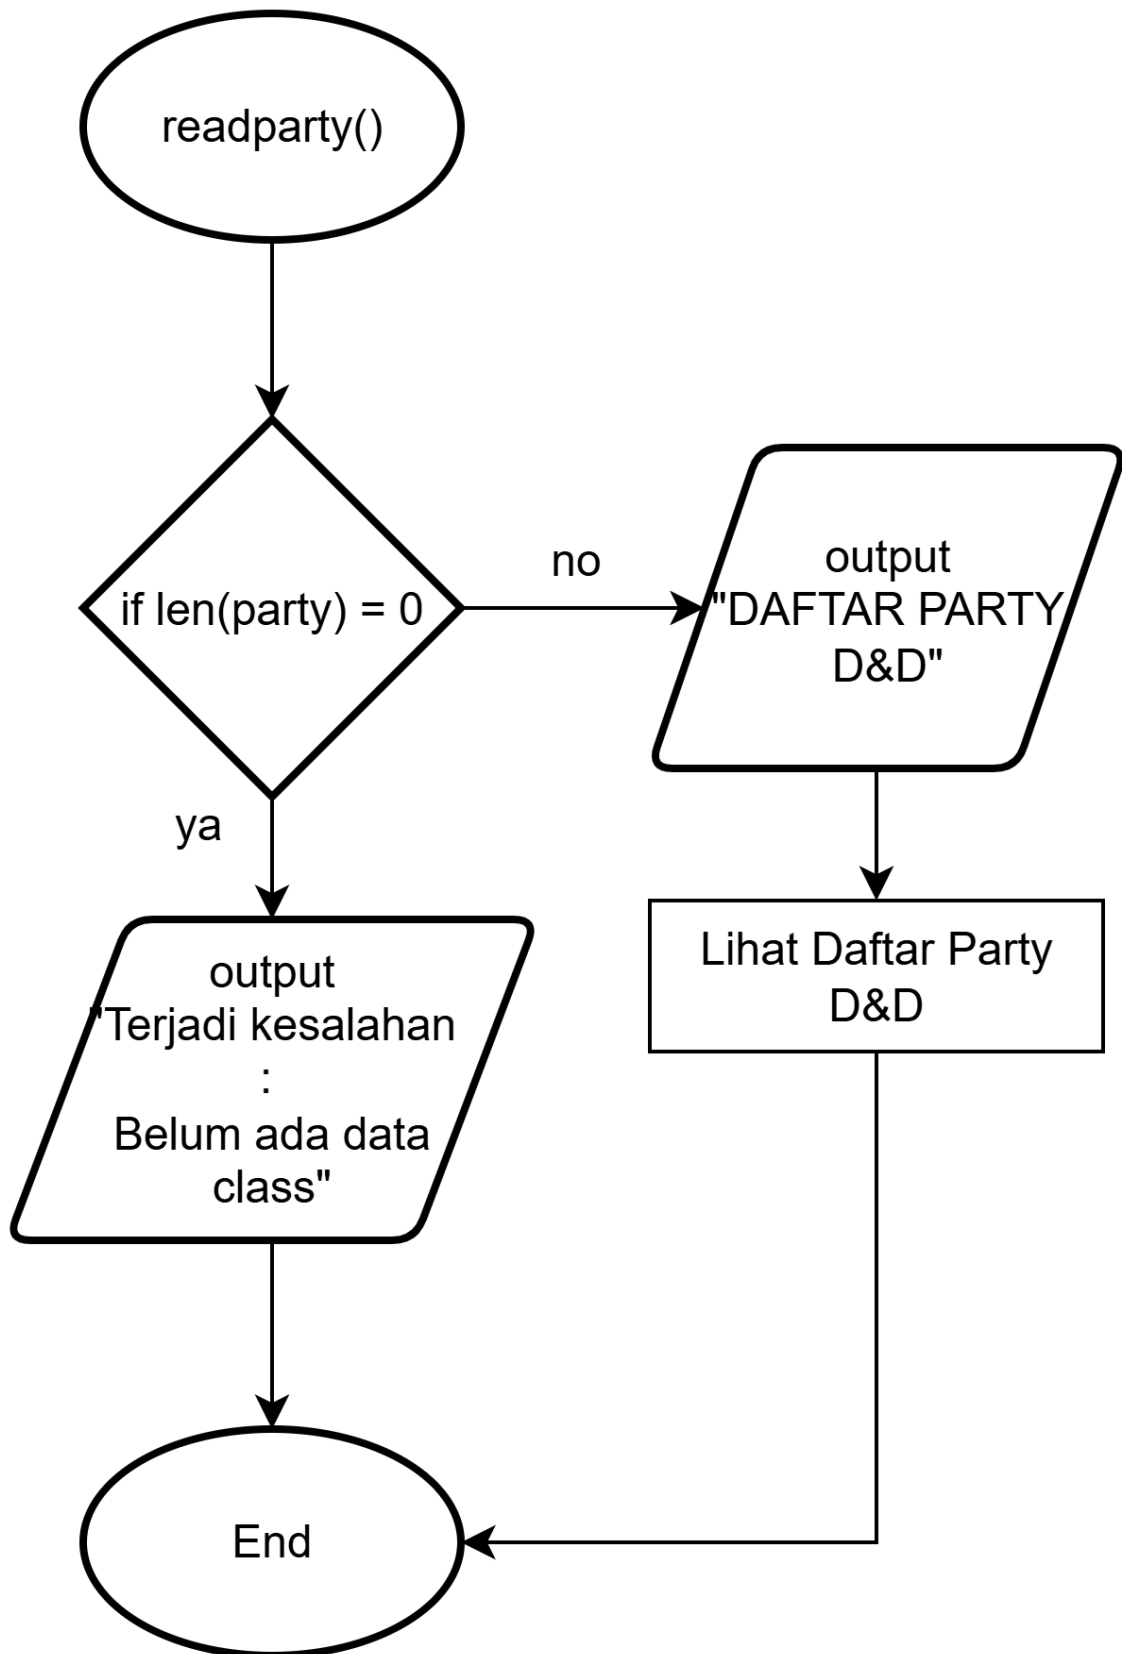 readparty()
if len(party) = 0
no
output
"DAFTAR PARTY
D&D"
ya
output
"Terjadi kesalahan
:
Belum ada data
class"
Lihat Daftar Party
D&D
End